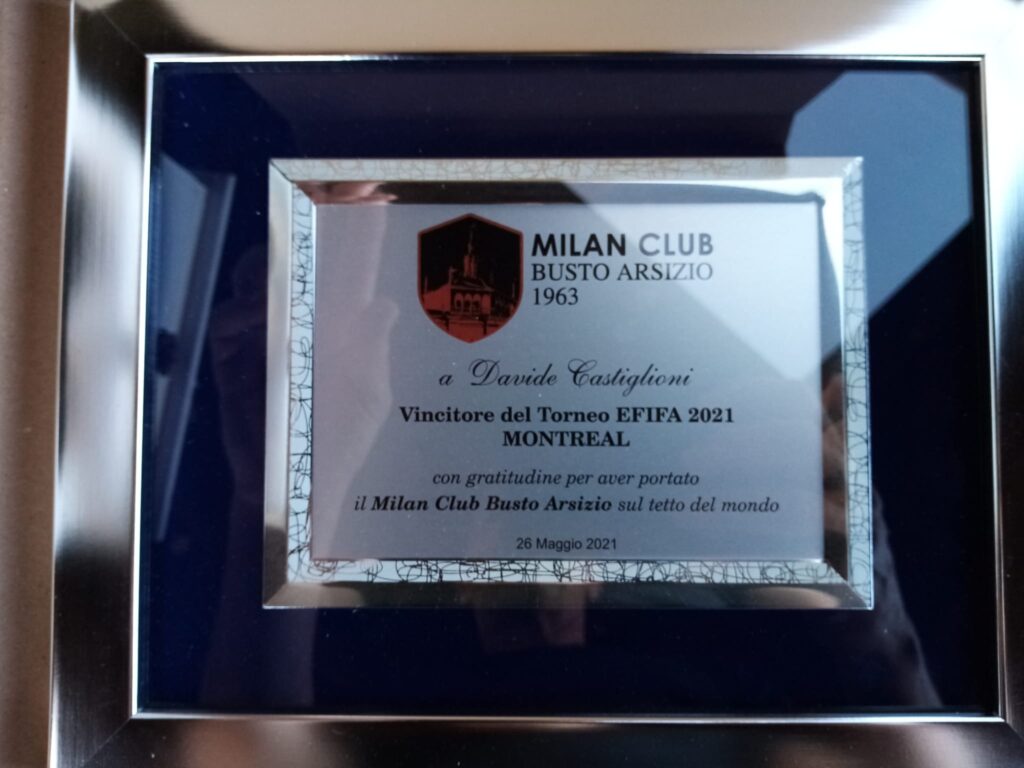 MILAN CLUB
BUSTO ARSIZIO
1963
a Davide Castiglioni
Vincitore del Torneo EFIFA 2021
MONTREAL
con gratitudine per aver portato
il Milan Club Busto Arsizio sul tetto del mondo
26 Maggio 2021